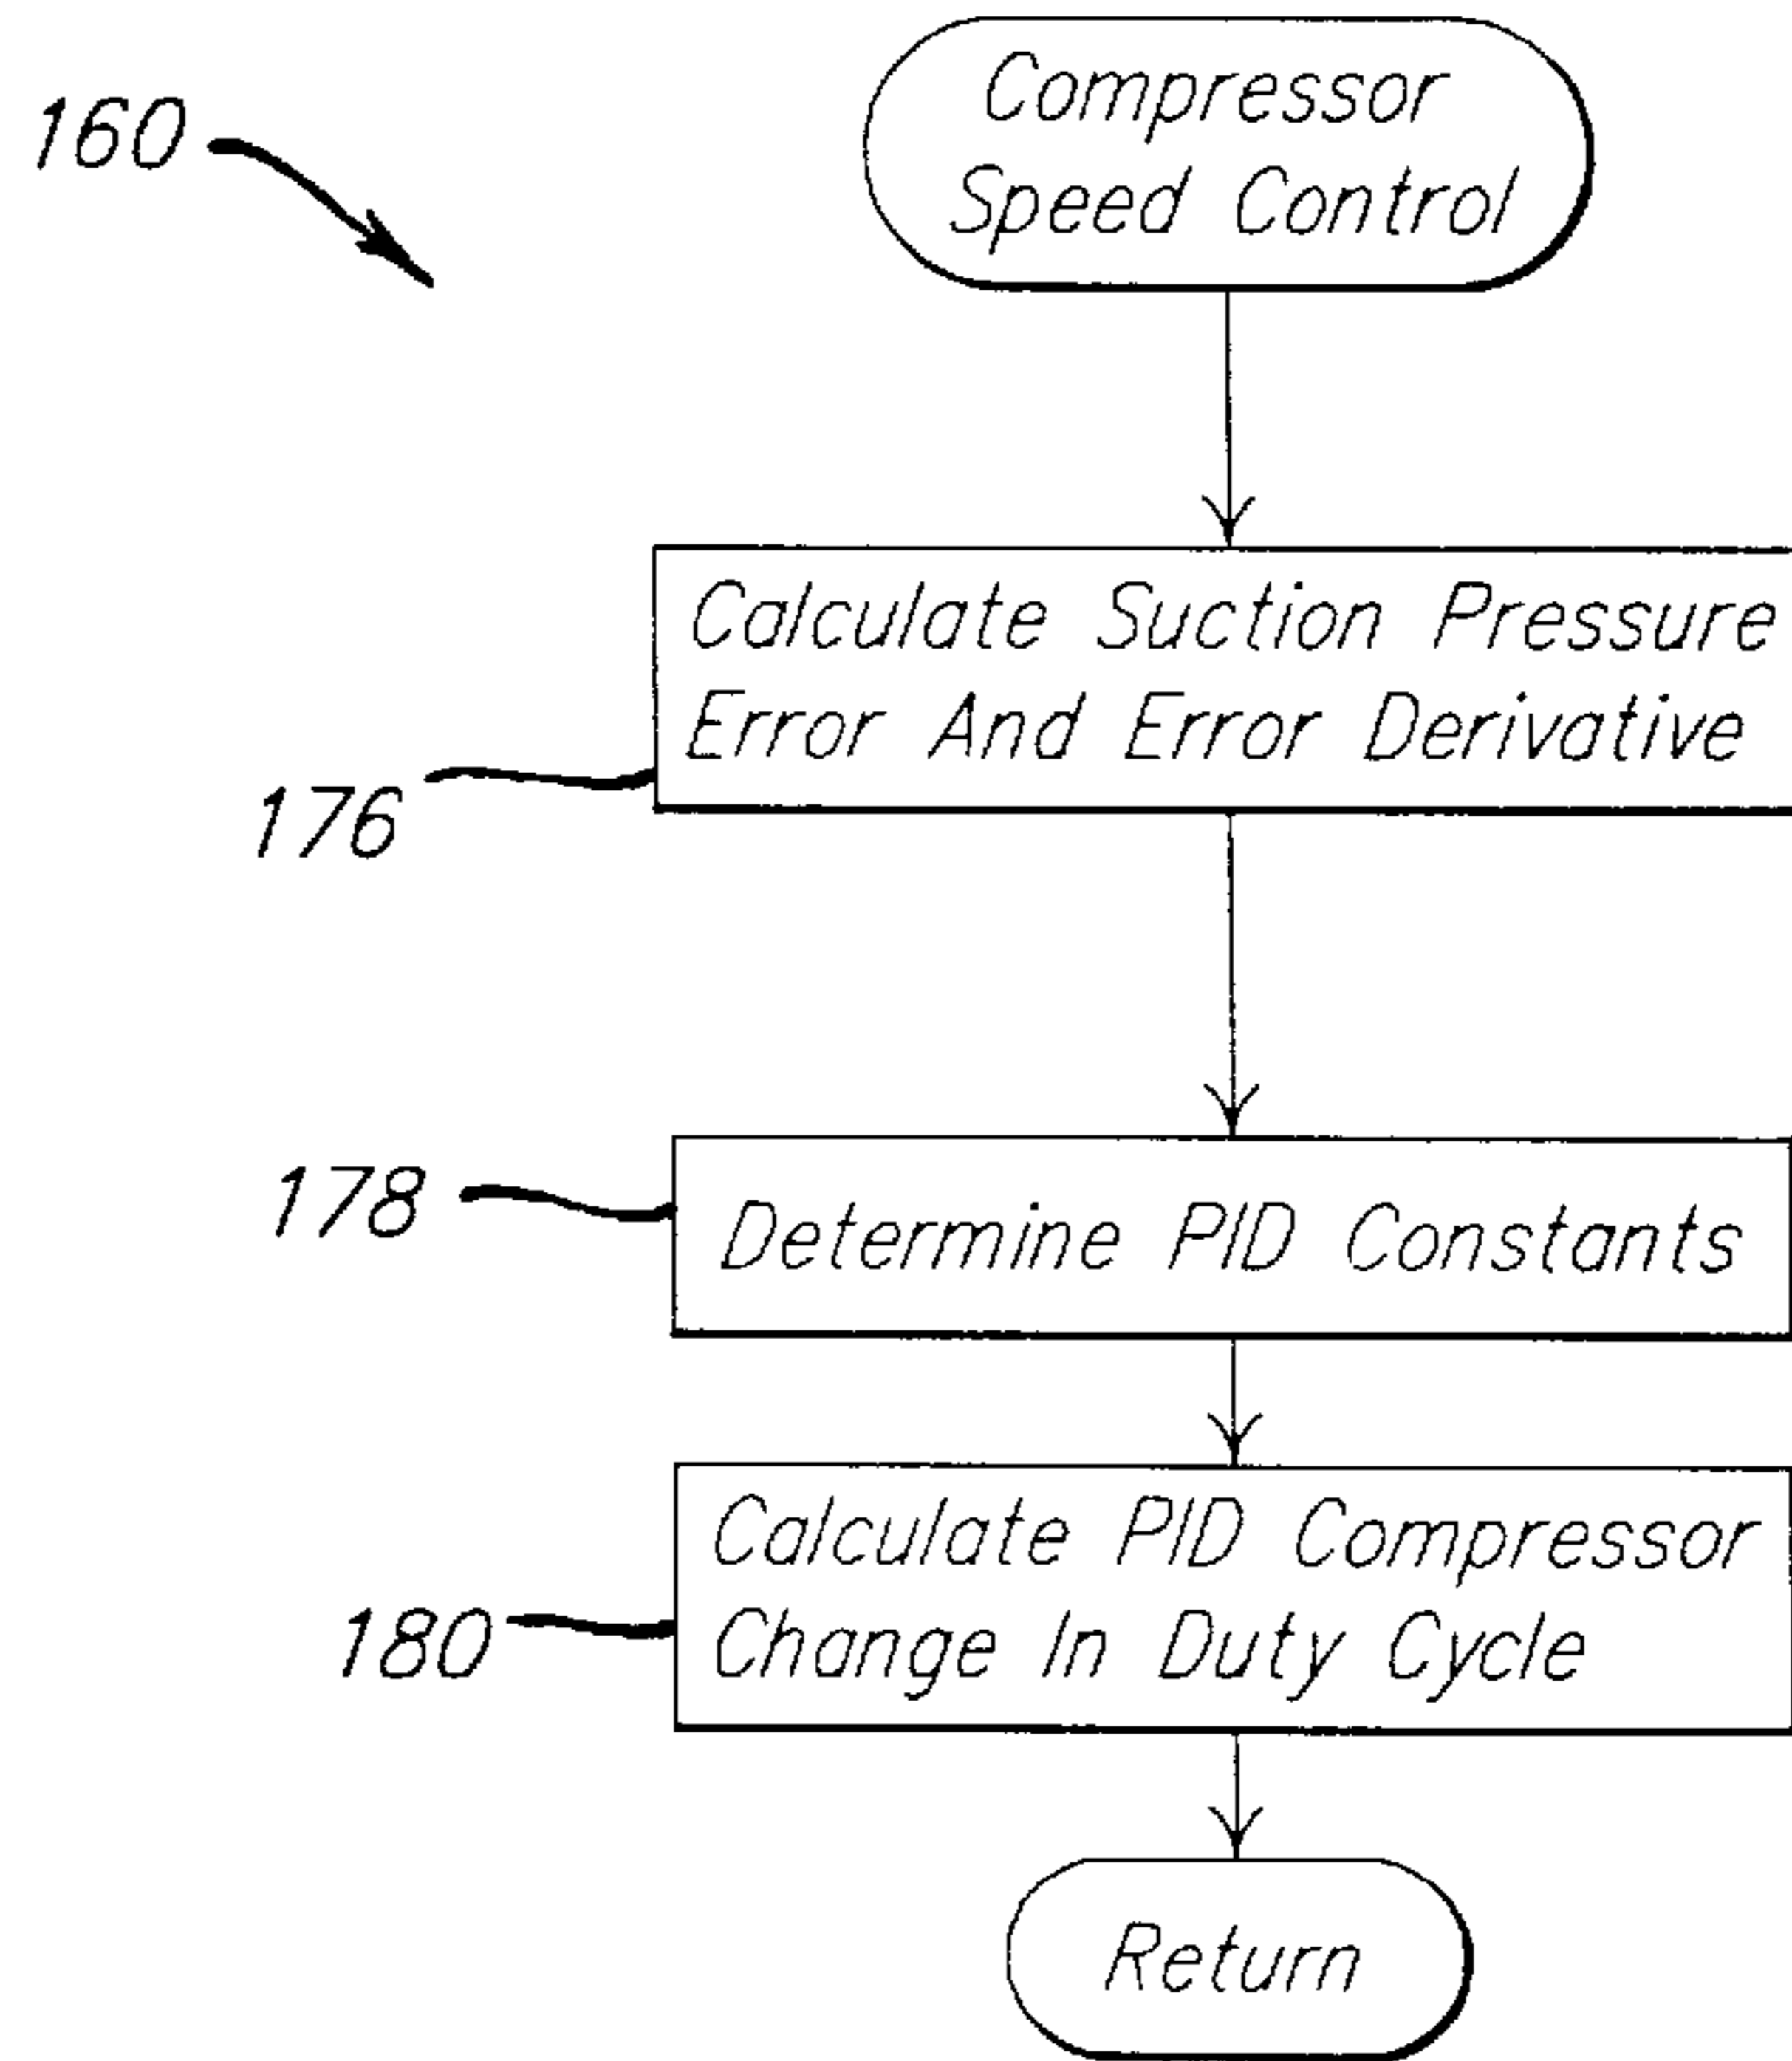 160
Compressor
Speed Control
Calculate Suction Pressure
Error And Error Derivative
176
178
Determine PID Constants
Calculate PID Compressor
180
Change In Duty Cycle
Return